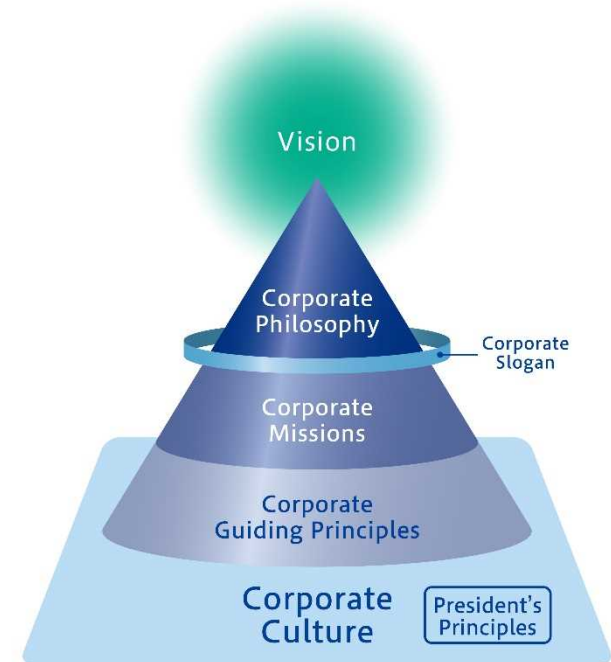 Vision
Corporate
Philosophy
Corporate
Slogan
Corporate
Missions
Corporate
Guiding Principles
Corporate
Culture
President's
Principles